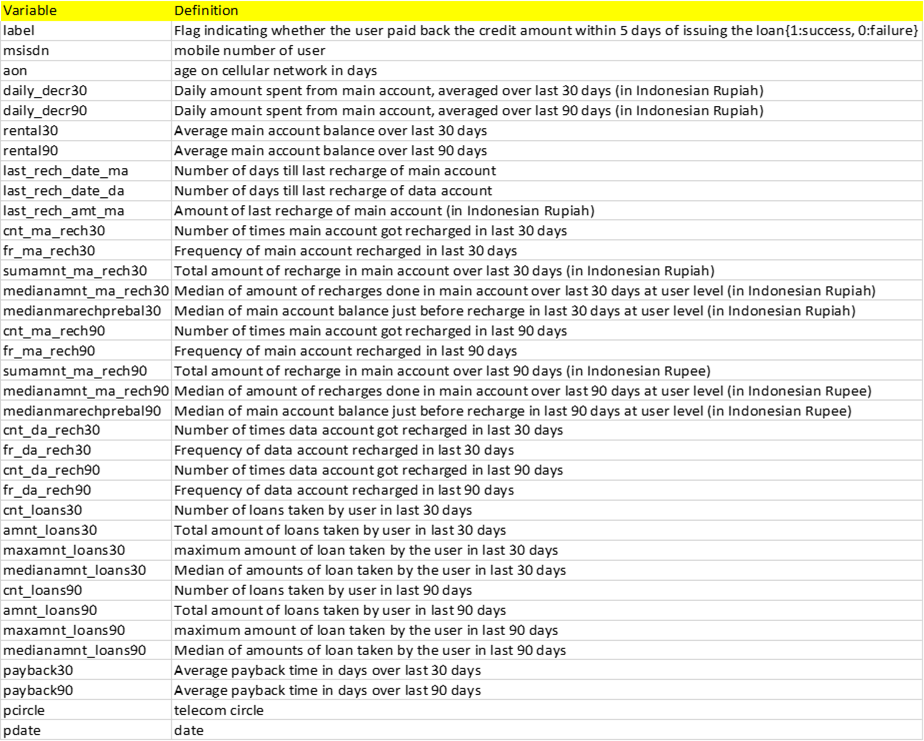 Variable Definition
label Flag indicating whether the user paid back the credit amount within 5 days of issuing the loan{1:success, 0:failure}
msisdn mobile number of user
aon age on cellular network in days
daily_decr30 Daily amount spent from main account, averaged over last 30 days (in Indonesian Rupiah)
daily_decr90 Daily amount spent from main account, averaged over last 90 days (in Indonesian Rupiah)
rental30 Average main account balance over last 30 days
rental90 Average main account balance over last 90 days
last_rech_date_ma Number of days till last recharge of main account
last_rech_date_da Number of days till last recharge of data account
last_rech_amt_ma Amount of last recharge of main account (in Indonesian Rupiah)
cnt_ma_rech30 Number of times main account got recharged in last 30 days
fr_ma_rech30 Frequency of main account recharged in last 30 days
sumamnt_ma_rech30 Total amount of recharge in main account over last 30 days (in Indonesian Rupiah)
medianamnt_ma_rech30 Median of amount of recharges done in main account over last 30 days at user level (in Indonesian Rupiah)
medianmarechprebal30 Median of main account balance just before recharge in last 30 days at user level (in Indonesian Rupiah)
cnt_ma_rech90 Number of times main account got recharged in last 90 days
fr_ma_rech90 Frequency of main account recharged in last 90 days
sumamnt_ma_rech90 Total amount of recharge in main account over last 90 days (in Indonesian Rupee)
medianamnt_ma_rech90 Median of amount of recharges done in main account over last 90 days at user level (in Indonesian Rupee)
medianmarechprebal90 Median of main account balance just before recharge in last 90 days at user level (in Indonesian Rupee)
cnt_da_rech30 Number of times data account got recharged in last 30 days
fr_da_rech30 Frequency of data account recharged in last 30 days
cnt_da_rech90 Number of times data account got recharged in last 90 days
fr_da_rech90 Frequency of data account recharged in last 90 days
cnt_loans30 Number of loans taken by user in last 30 days
amnt_loans30 Total amount of loans taken by user in last 30 days
maxamnt_loans30 maximum amount of loan taken by the user in last 30 days
medianamnt_loans30 Median of amounts of loan taken by the user in last 30 days
cnt_loans90 Number of loans taken by user in last 90 days
amnt_loans90 Total amount of loans taken by user in last 90 days
maxamnt_loans90 maximum amount of loan taken by the user in last 90 days
medianamnt_loans90 Median of amounts of loan taken by the user in last 90 days
payback30 Average payback time in days over last 30 days
payback90 Average payback time in days over last 90 days
pcircle telecom circle
pdate date